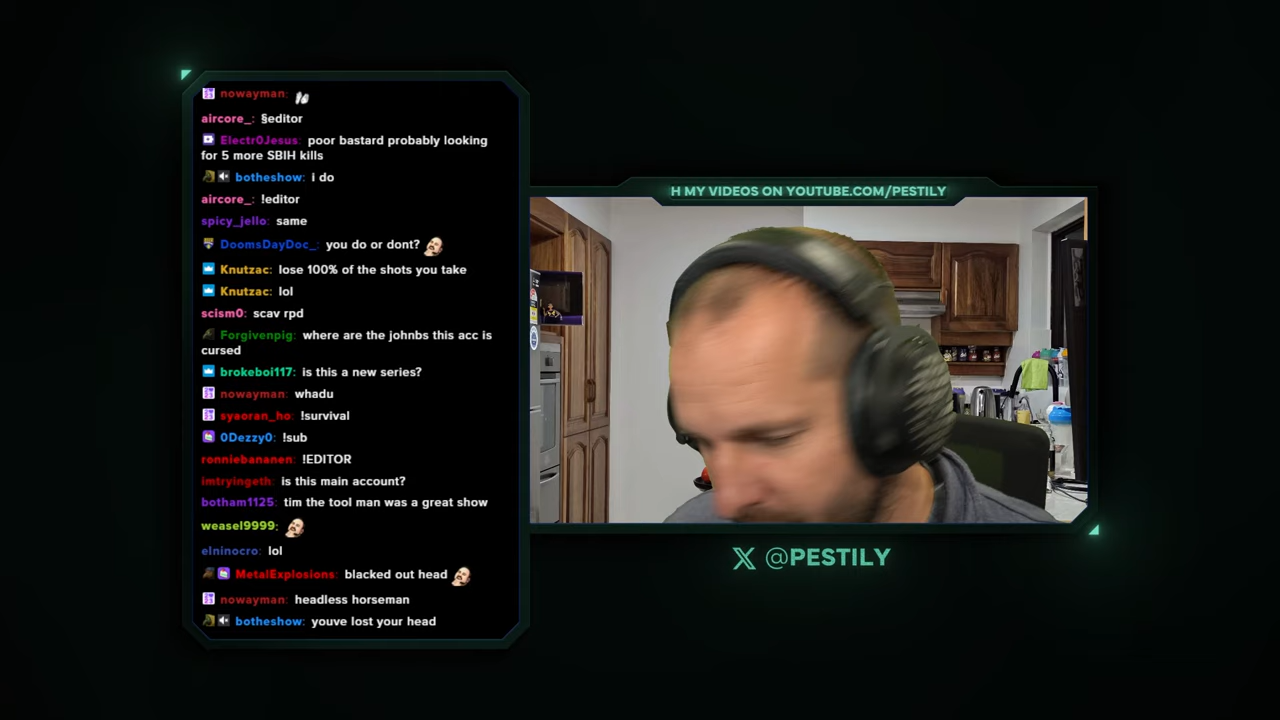 nowayman:
aircore_: §editor
Electr0Jesus: poor bastard probably looking
for 5 more SBIH kills
botheshow: i do
aircore_: !editor
spicy_jello: same
DoomsDayDoc_: you do or dont?
Knutzac: lose 100% of the shots you take
Knutzac: lol
scism0: scav rpd
Forgivenpig: where are the johnbs this acc is
cursed
brokeboi117: is this a new series?
nowayman: whadu
syaoran_ho: !survival
0Dezzy0: !sub
ronniebananen: !EDITOR
imtryingeth: is this main account?
botham1125: tim the tool man was a great show
weasel9999:
elninocro: lol
MetalExplosions: blacked out head
nowayman: headless horseman
botheshow: youve lost your head
H MY VIDEOS ON YOUTUBE.COM/PESTILY
X @PESTILY